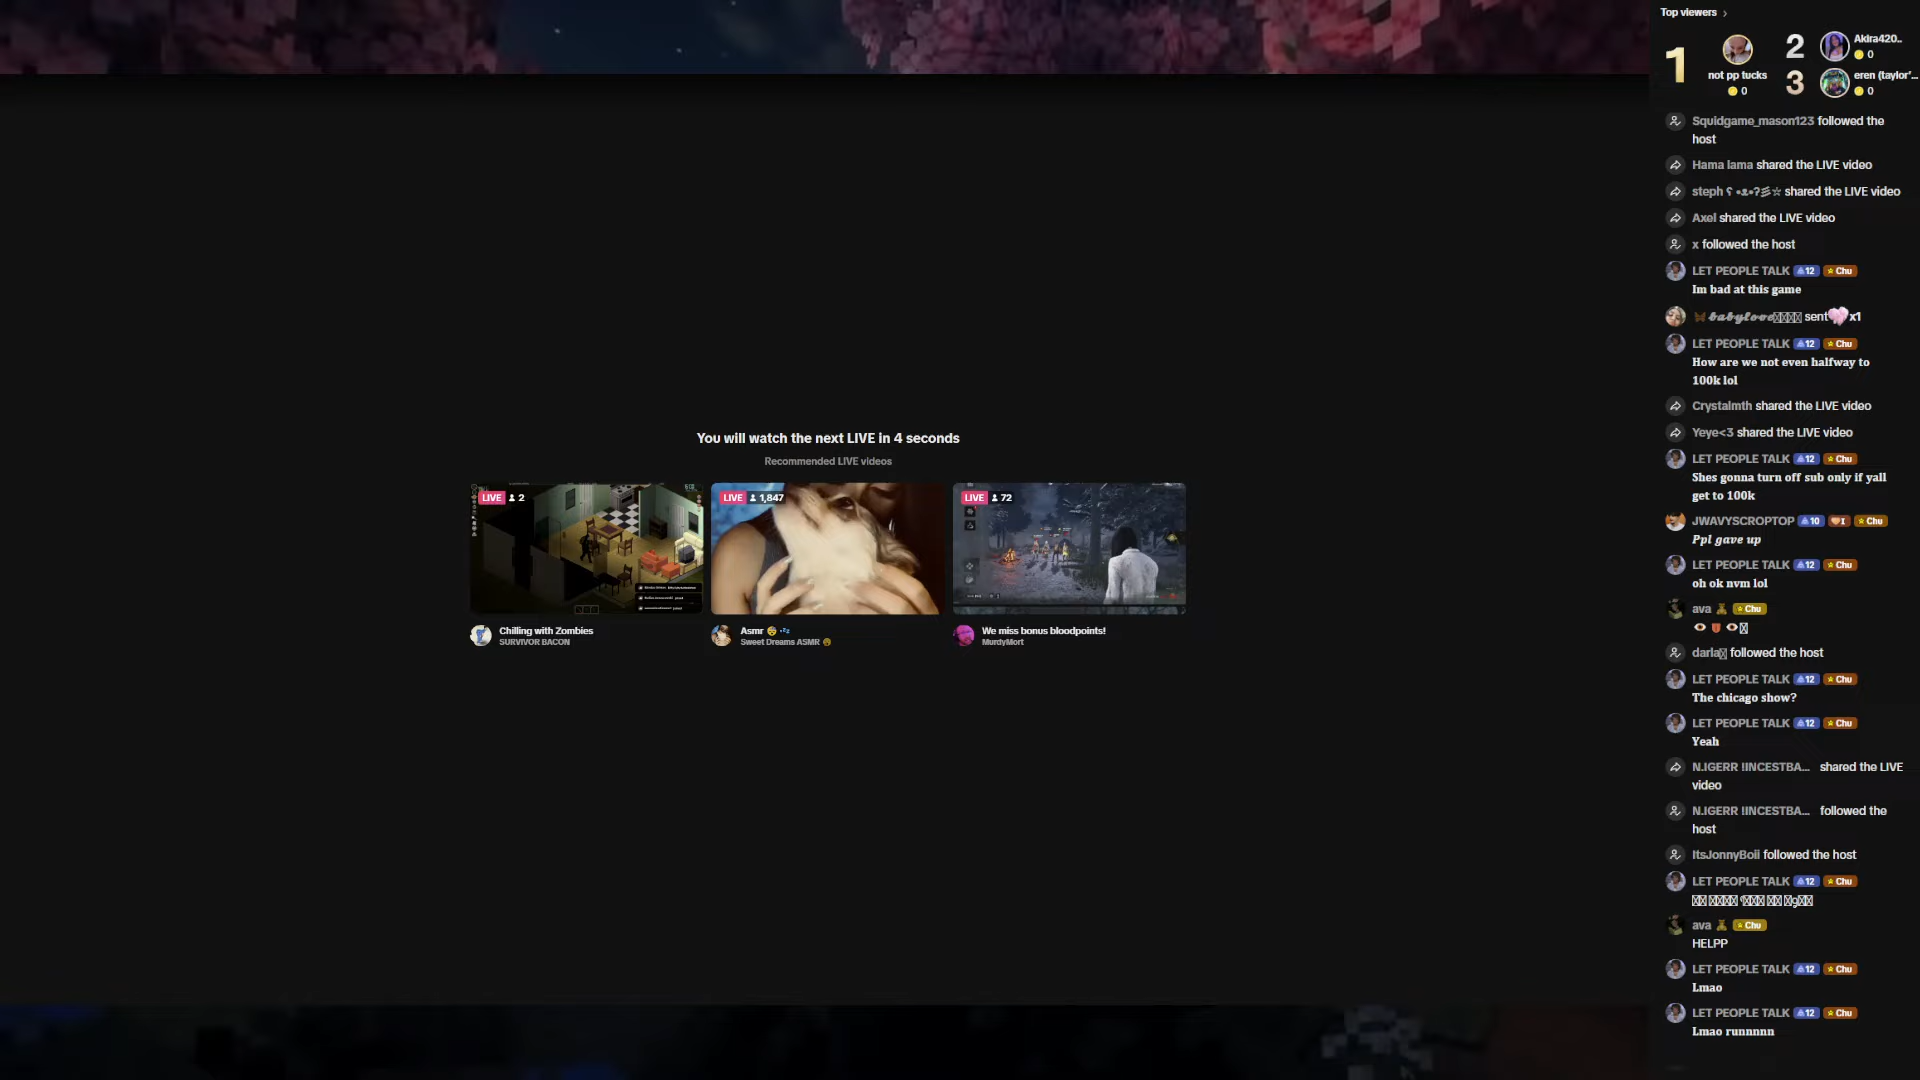 Top viewers
1
not pp tucks
0
2
Akira420..
0
3
eren (taylor'...
0
Squidgame_mason123 followed the
host
Hama lama shared the LIVE video
steph shared the LIVE video
Axel shared the LIVE video
x followed the host
LET PEOPLE TALK 12 Chu
Im bad at this game
babylove sent x1
LET PEOPLE TALK 12 Chu
How are we not even halfway to
100k lol
Crystalmth shared the LIVE video
Yeye<3 shared the LIVE video
LET PEOPLE TALK 12 Chu
Shes gonna turn off sub only if yall
get to 100k
JWAVYSCROPTOP 10 I Chu
Ppl gave up
LET PEOPLE TALK 12 Chu
oh ok nvm lol
ava Chu
darla followed the host
LET PEOPLE TALK 12 Chu
The chicago show?
LET PEOPLE TALK 12 Chu
Yeah
N.IGERR !INCESTBA... shared the LIVE
video
N.IGERR !INCESTBA... followed the
host
ItsJonnyBoii followed the host
LET PEOPLE TALK 12 Chu
ava Chu
HELPP
LET PEOPLE TALK 12 Chu
Lmao
LET PEOPLE TALK 12 Chu
Lmao runnnnn
You will watch the next LIVE in 4 seconds
Recommended LIVE videos
LIVE 2
Chilling with Zombies
SURVIVOR BACON
LIVE 1,847
Asmr
Sweet Dreams ASMR
LIVE 72
We miss bonus bloodpoints!
MurdyMort